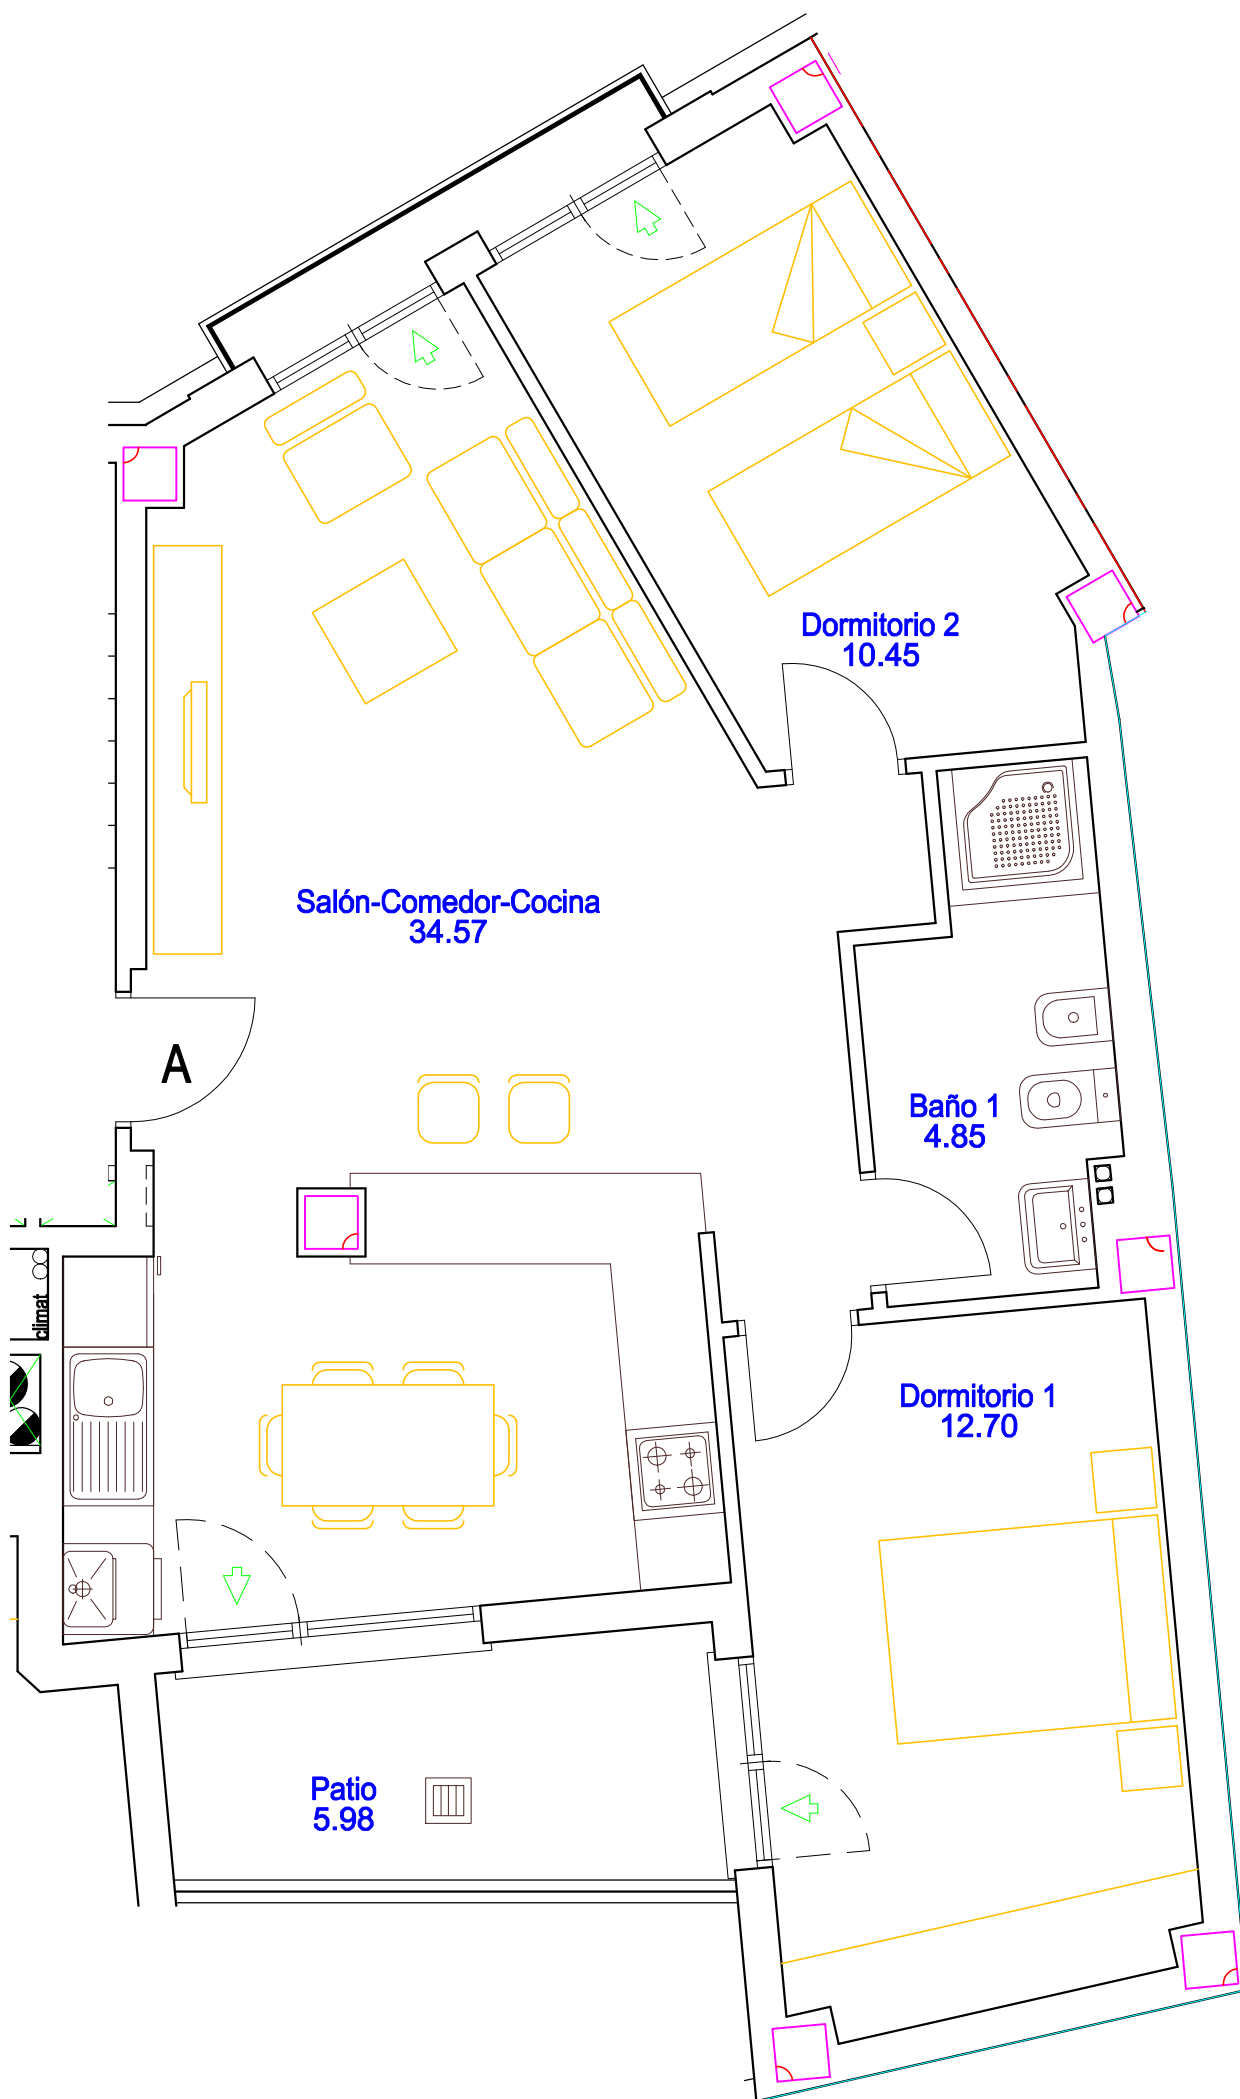 Dormitorio 2
10.45
Salón-Comedor-Cocina
34.57
A
Baño 1
4.85
climat
Dormitorio 1
12.70
Patio
5.98